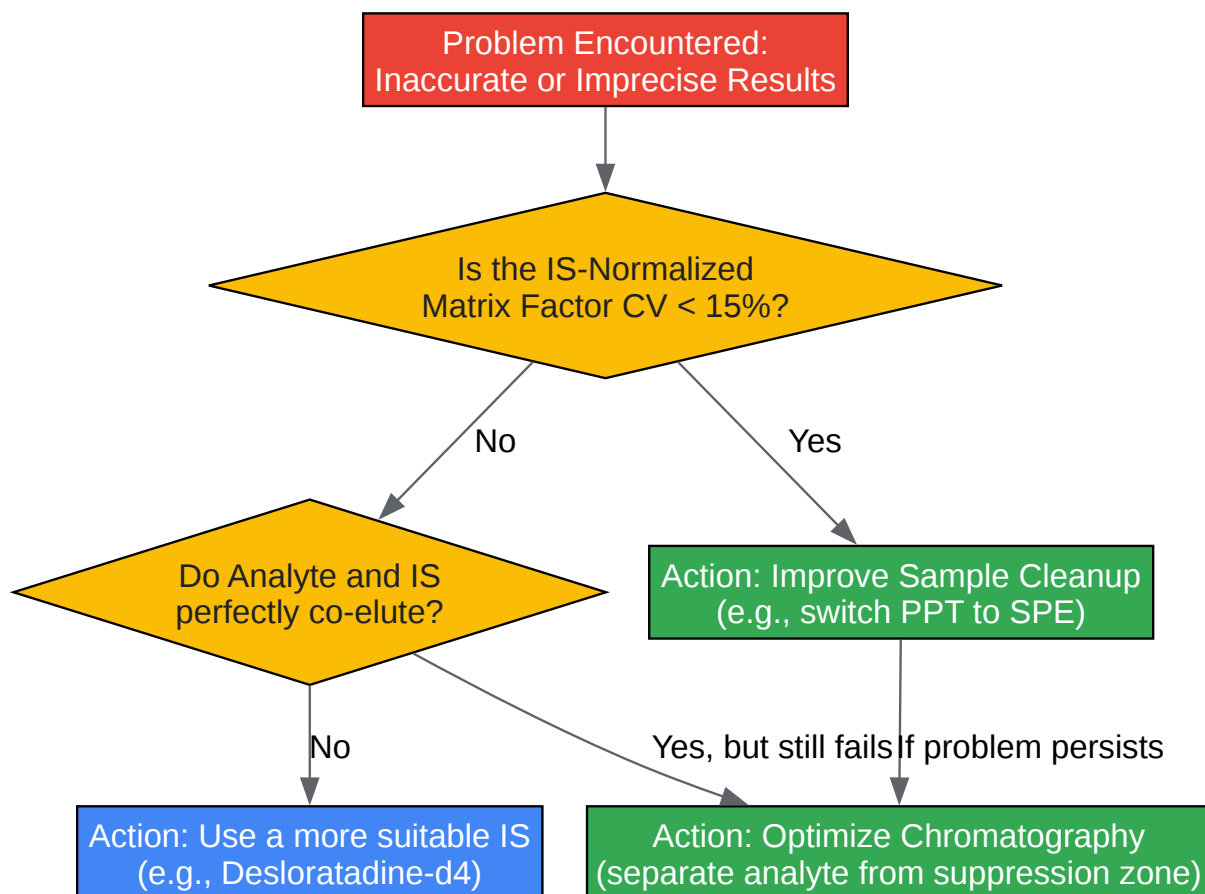 Problem Encountered:
Inaccurate or Imprecise Results
Is the IS-Normalized
Matrix Factor CV < 15%?
No
Yes
Do Analyte and IS
perfectly co-elute?
Action: Improve Sample Cleanup
(e.g., switch PPT to SPE)
No
Yes, but still fails
If problem persists
Action: Use a more suitable IS
(e.g., Desloratadine-d4)
Action: Optimize Chromatography
(separate analyte from suppression zone)